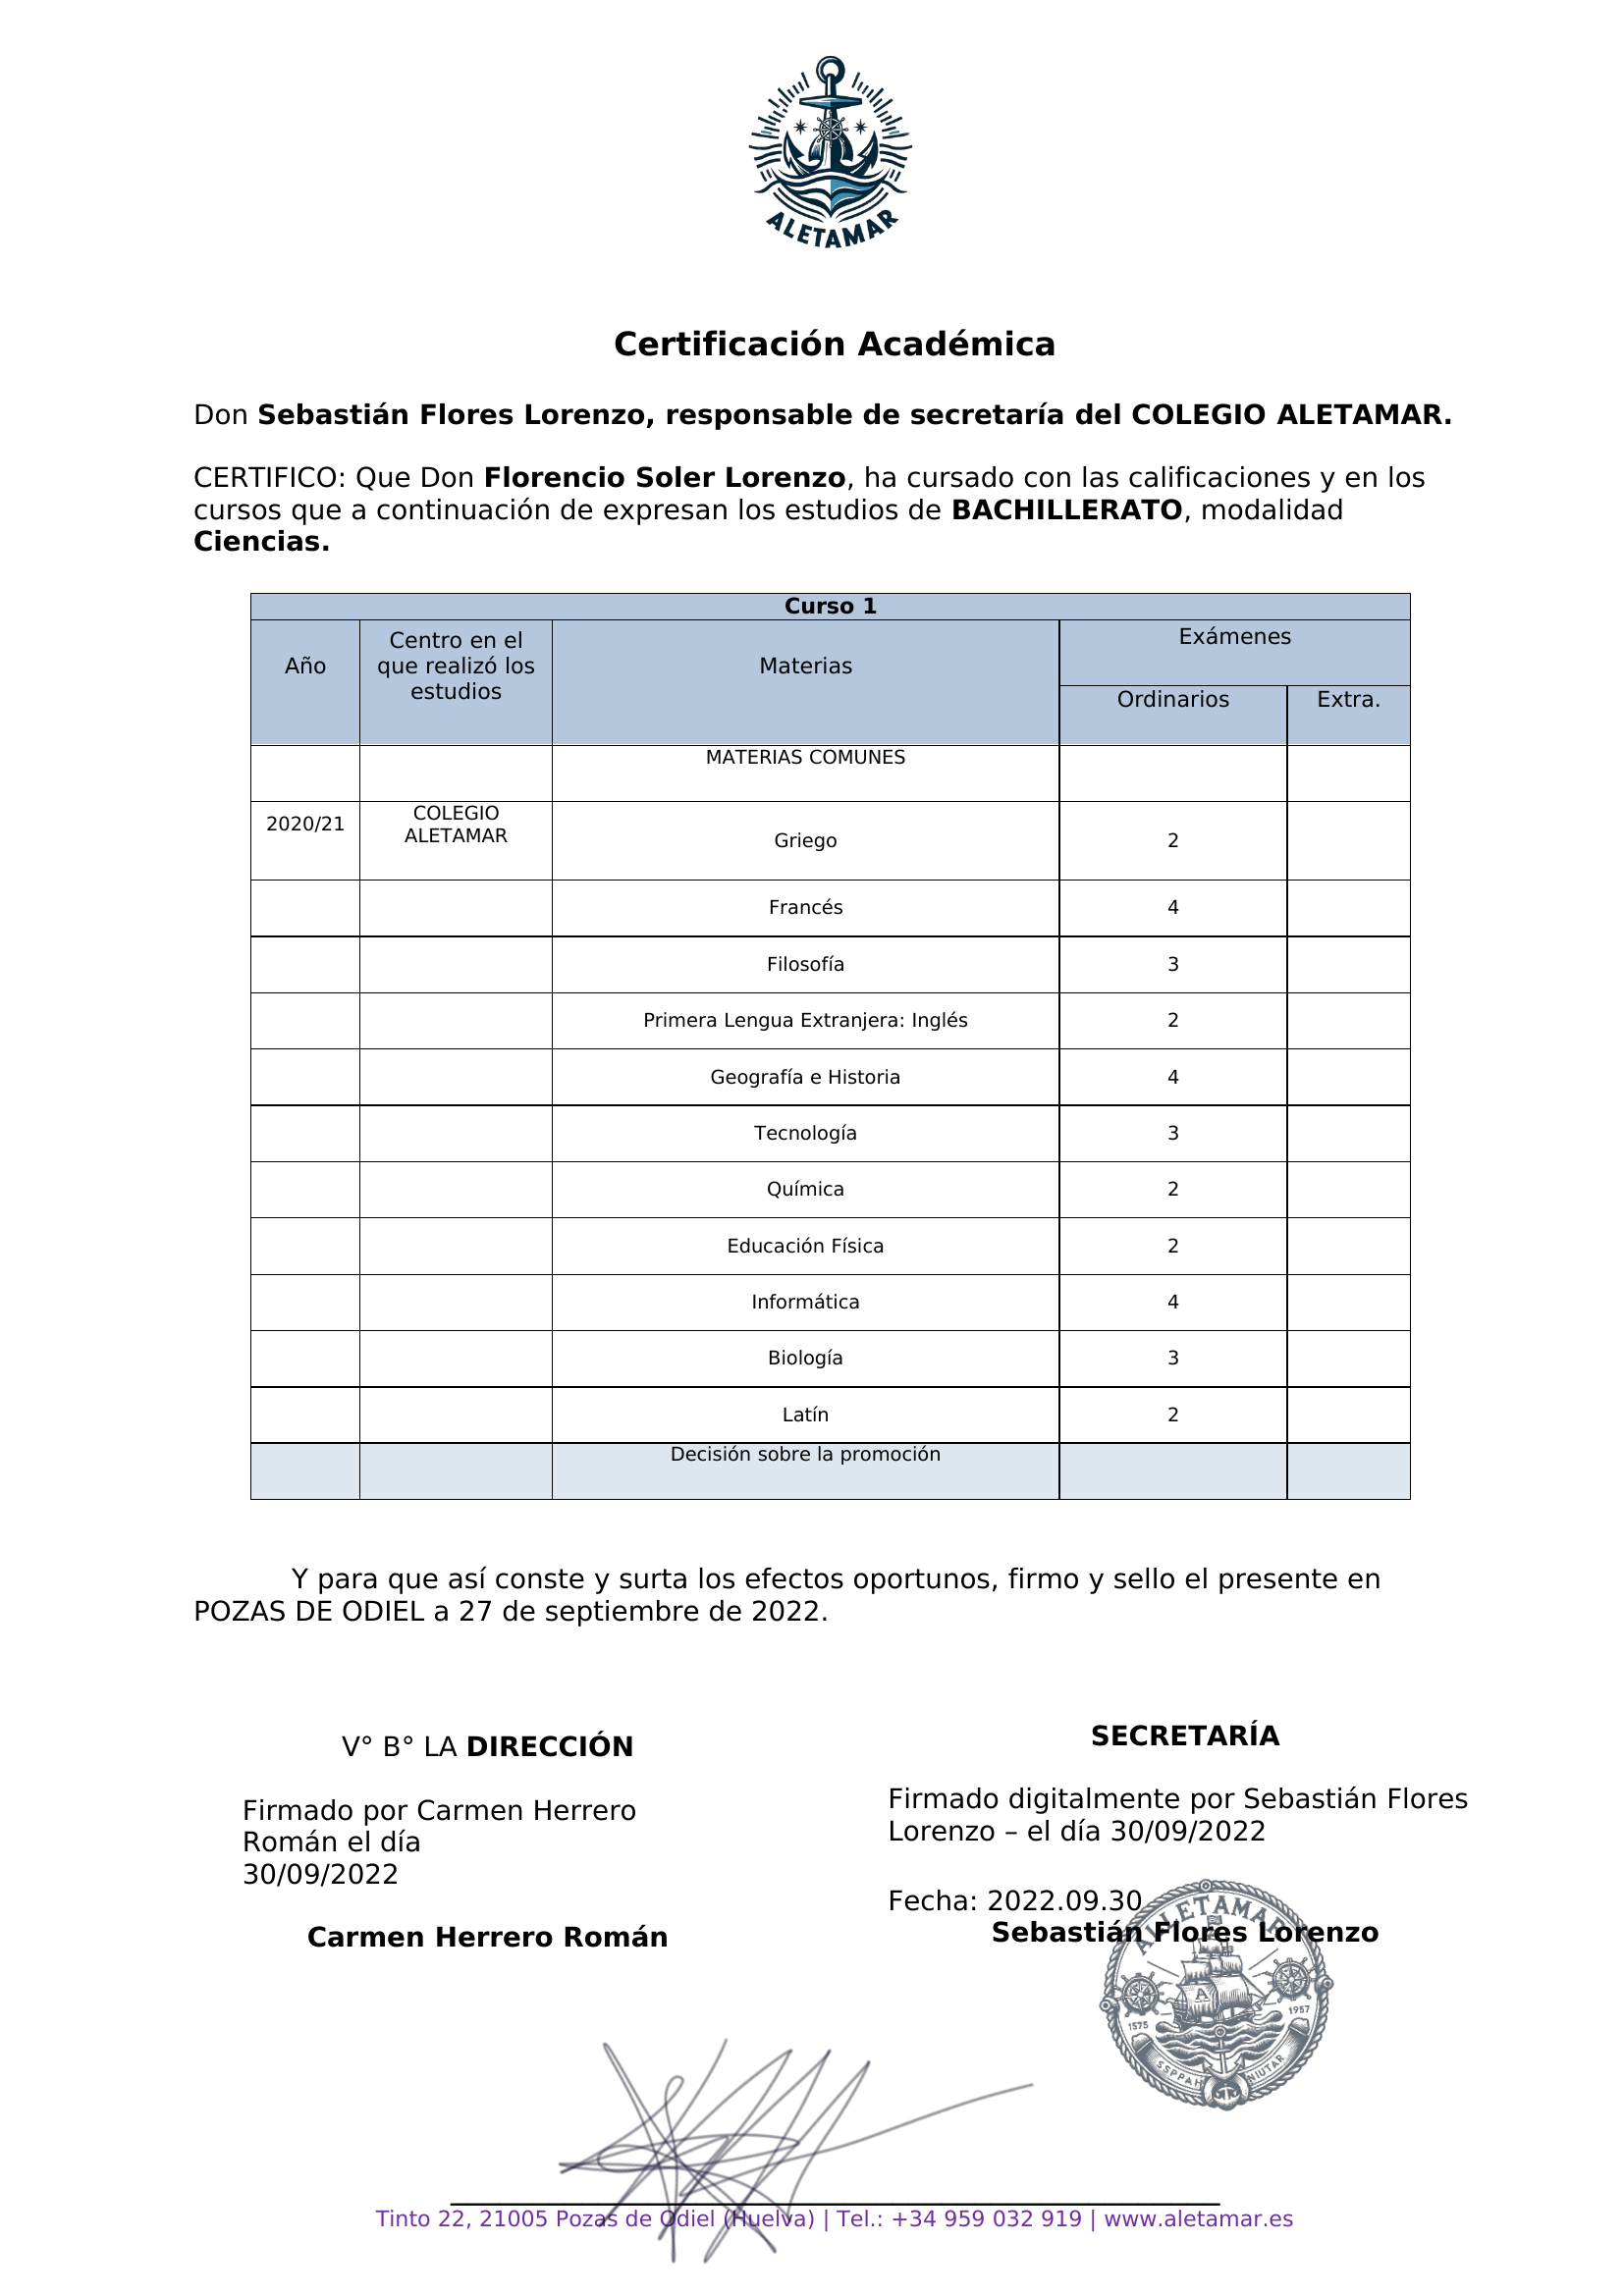 ALETAMAR
Certificación Académica
Don Sebastián Flores Lorenzo, responsable de secretaría del COLEGIO ALETAMAR.
CERTIFICO: Que Don Florencio Soler Lorenzo, ha cursado con las calificaciones y en los
cursos que a continuación de expresan los estudios de BACHILLERATO, modalidad
Ciencias.
Curso 1
Año
Centro en el
que realizó los
estudios
Materias
Exámenes
Ordinarios Extra.
MATERIAS COMUNES
2020/21
COLEGIO
ALETAMAR
Griego 2
Francés 4
Filosofía 3
Primera Lengua Extranjera: Inglés 2
Geografía e Historia 4
Tecnología 3
Química 2
Educación Física 2
Informática 4
Biología 3
Latín 2
Decisión sobre la promoción
Y para que así conste y surta los efectos oportunos, firmo y sello el presente en
POZAS DE ODIEL a 27 de septiembre de 2022.
V° B° LA DIRECCIÓN
Firmado por Carmen Herrero
Román el día
30/09/2022
Carmen Herrero Román
SECRETARÍA
Firmado digitalmente por Sebastián Flores
Lorenzo – el día 30/09/2022
Fecha: 2022.09.30
Sebastián Flores Lorenzo
ALLETAMAR
A
1575
1957
SSPPAH
NIUTAR
Tinto 22, 21005 Pozas de Odiel (Huelva) | Tel.: +34 959 032 919 | www.aletamar.es